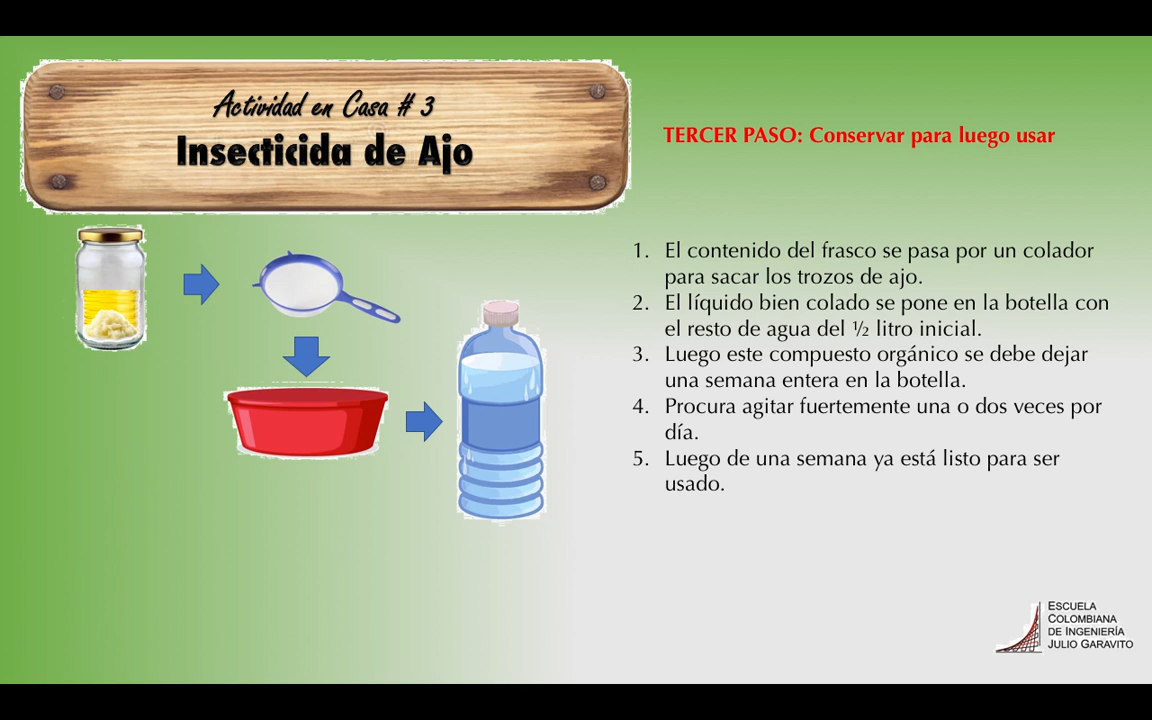 Actividad en Casa # 3
Insecticida de Ajo
TERCER PASO: Conservar para luego usar
1. El contenido del frasco se pasa por un colador
para sacar los trozos de ajo.
2. El líquido bien colado se pone en la botella con
el resto de agua del ½ litro inicial.
3. Luego este compuesto orgánico se debe dejar
una semana entera en la botella.
4. Procura agitar fuertemente una o dos veces por
día.
5. Luego de una semana ya está listo para ser
usado.
ESCUELA
COLOMBIANA
DE INGENIERÍA
JULIO GARAVITO